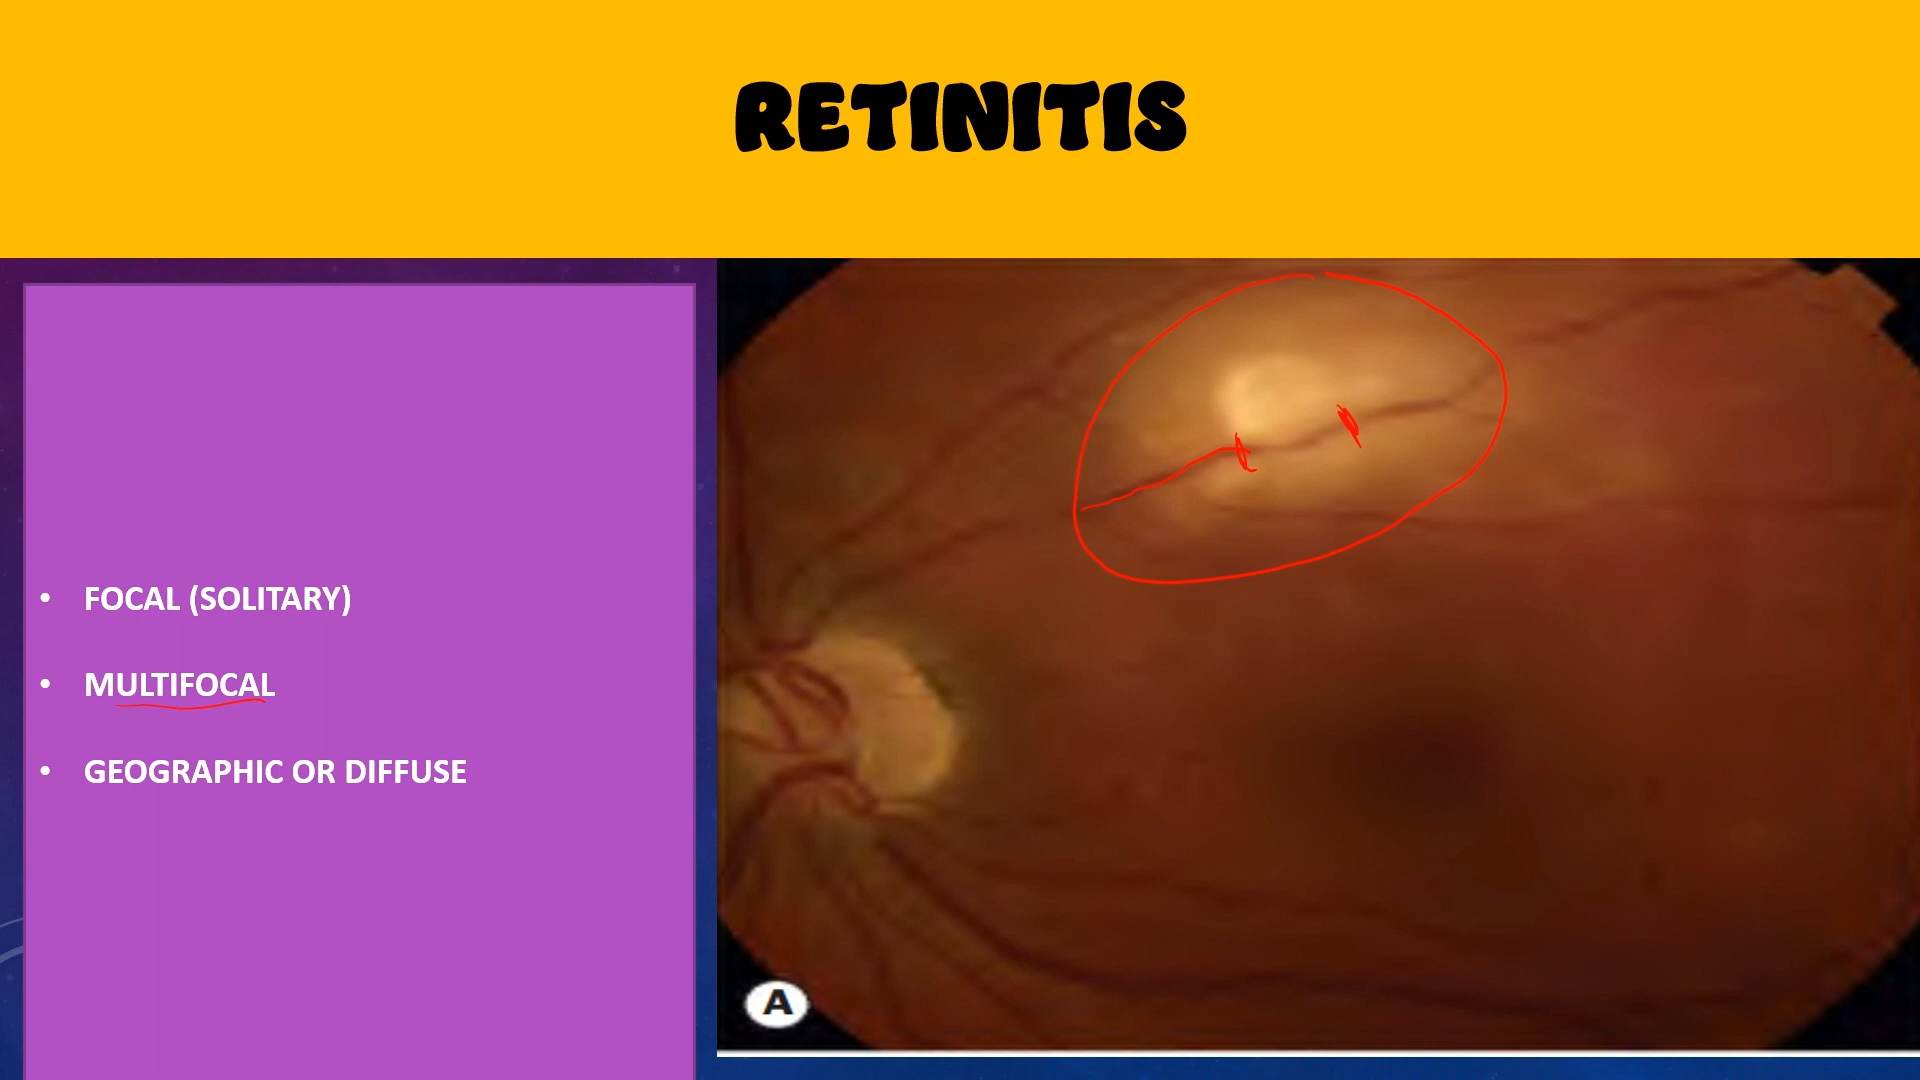 RETINITIS
• FOCAL (SOLITARY)
• MULTIFOCAL
• GEOGRAPHIC OR DIFFUSE
A